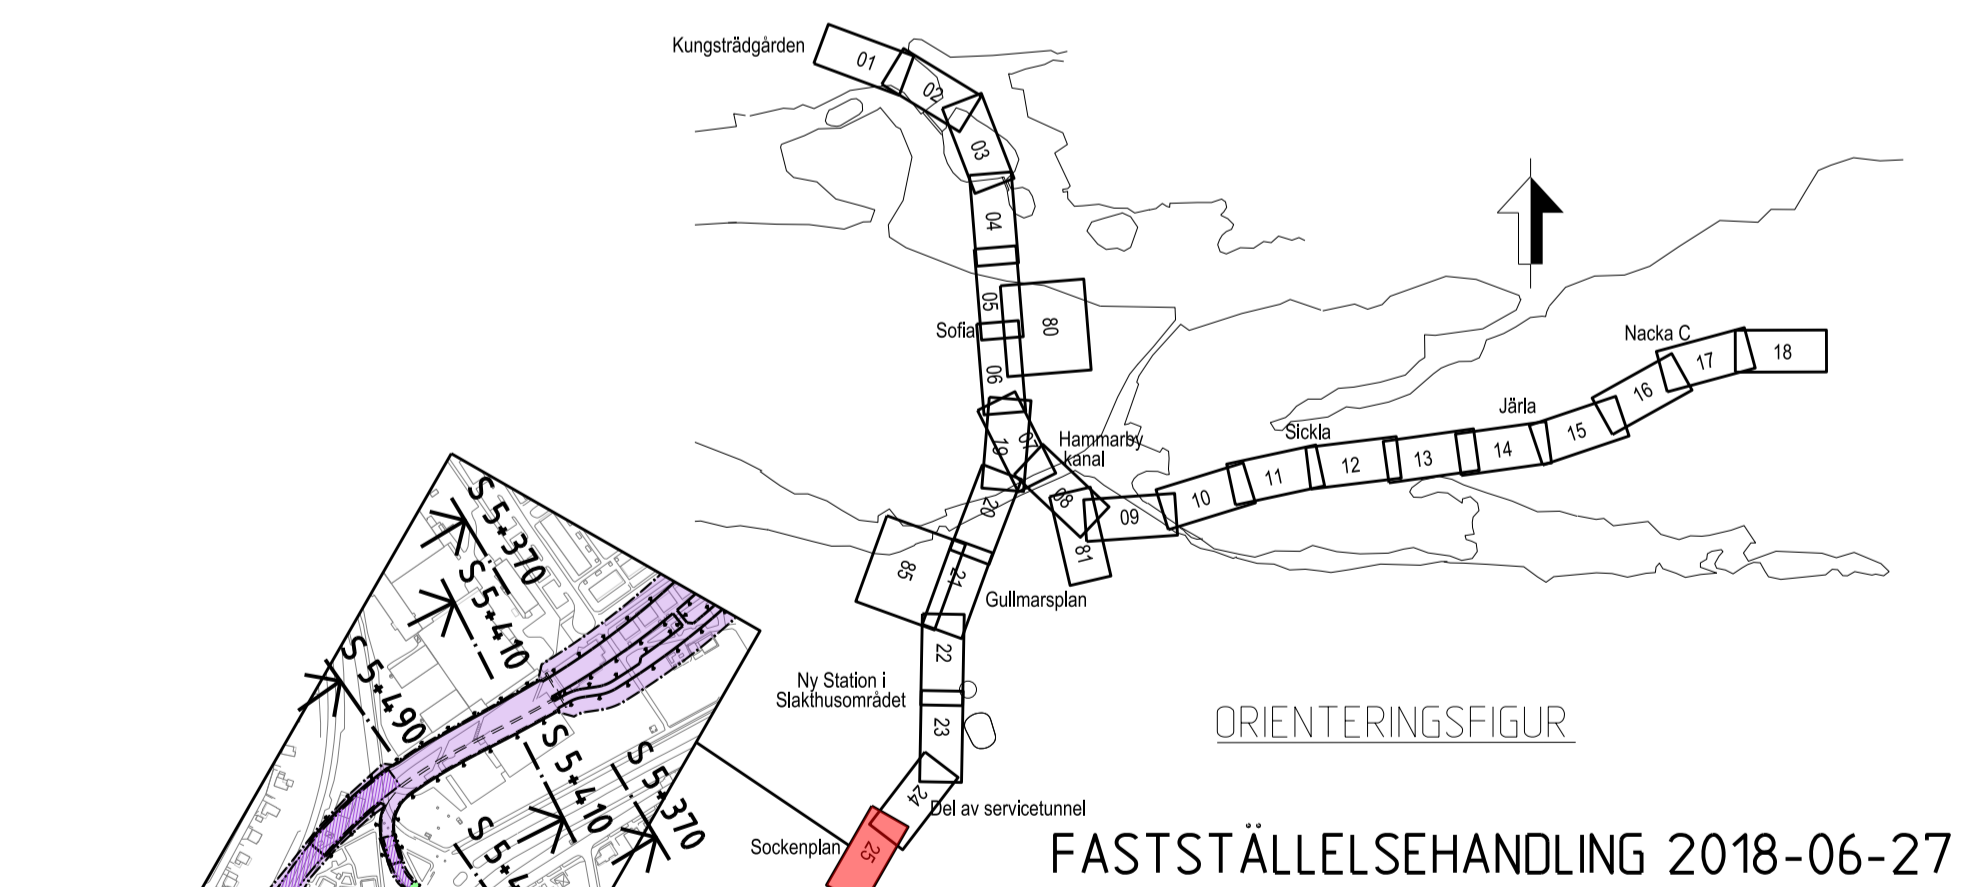 Kungsträdgården
01
02
03
04
05
80
Sofia
06
07
19
Hammarby
kanal
08
20
09
81
10
11
Sickla
12
13
Järla
14
15
16
Nacka C
17
18
85
21
Gullmarsplan
22
Ny Station i
Slakthusområdet
23
24
Del av servicetunnel
Sockenplan
25
S 5+370
S 5+410
S 5+490
S 5+410
S 5+370
S 5+4
ORIENTERINGSFIGUR
FASTSTÄLLELSEHANDLING 2018-06-27